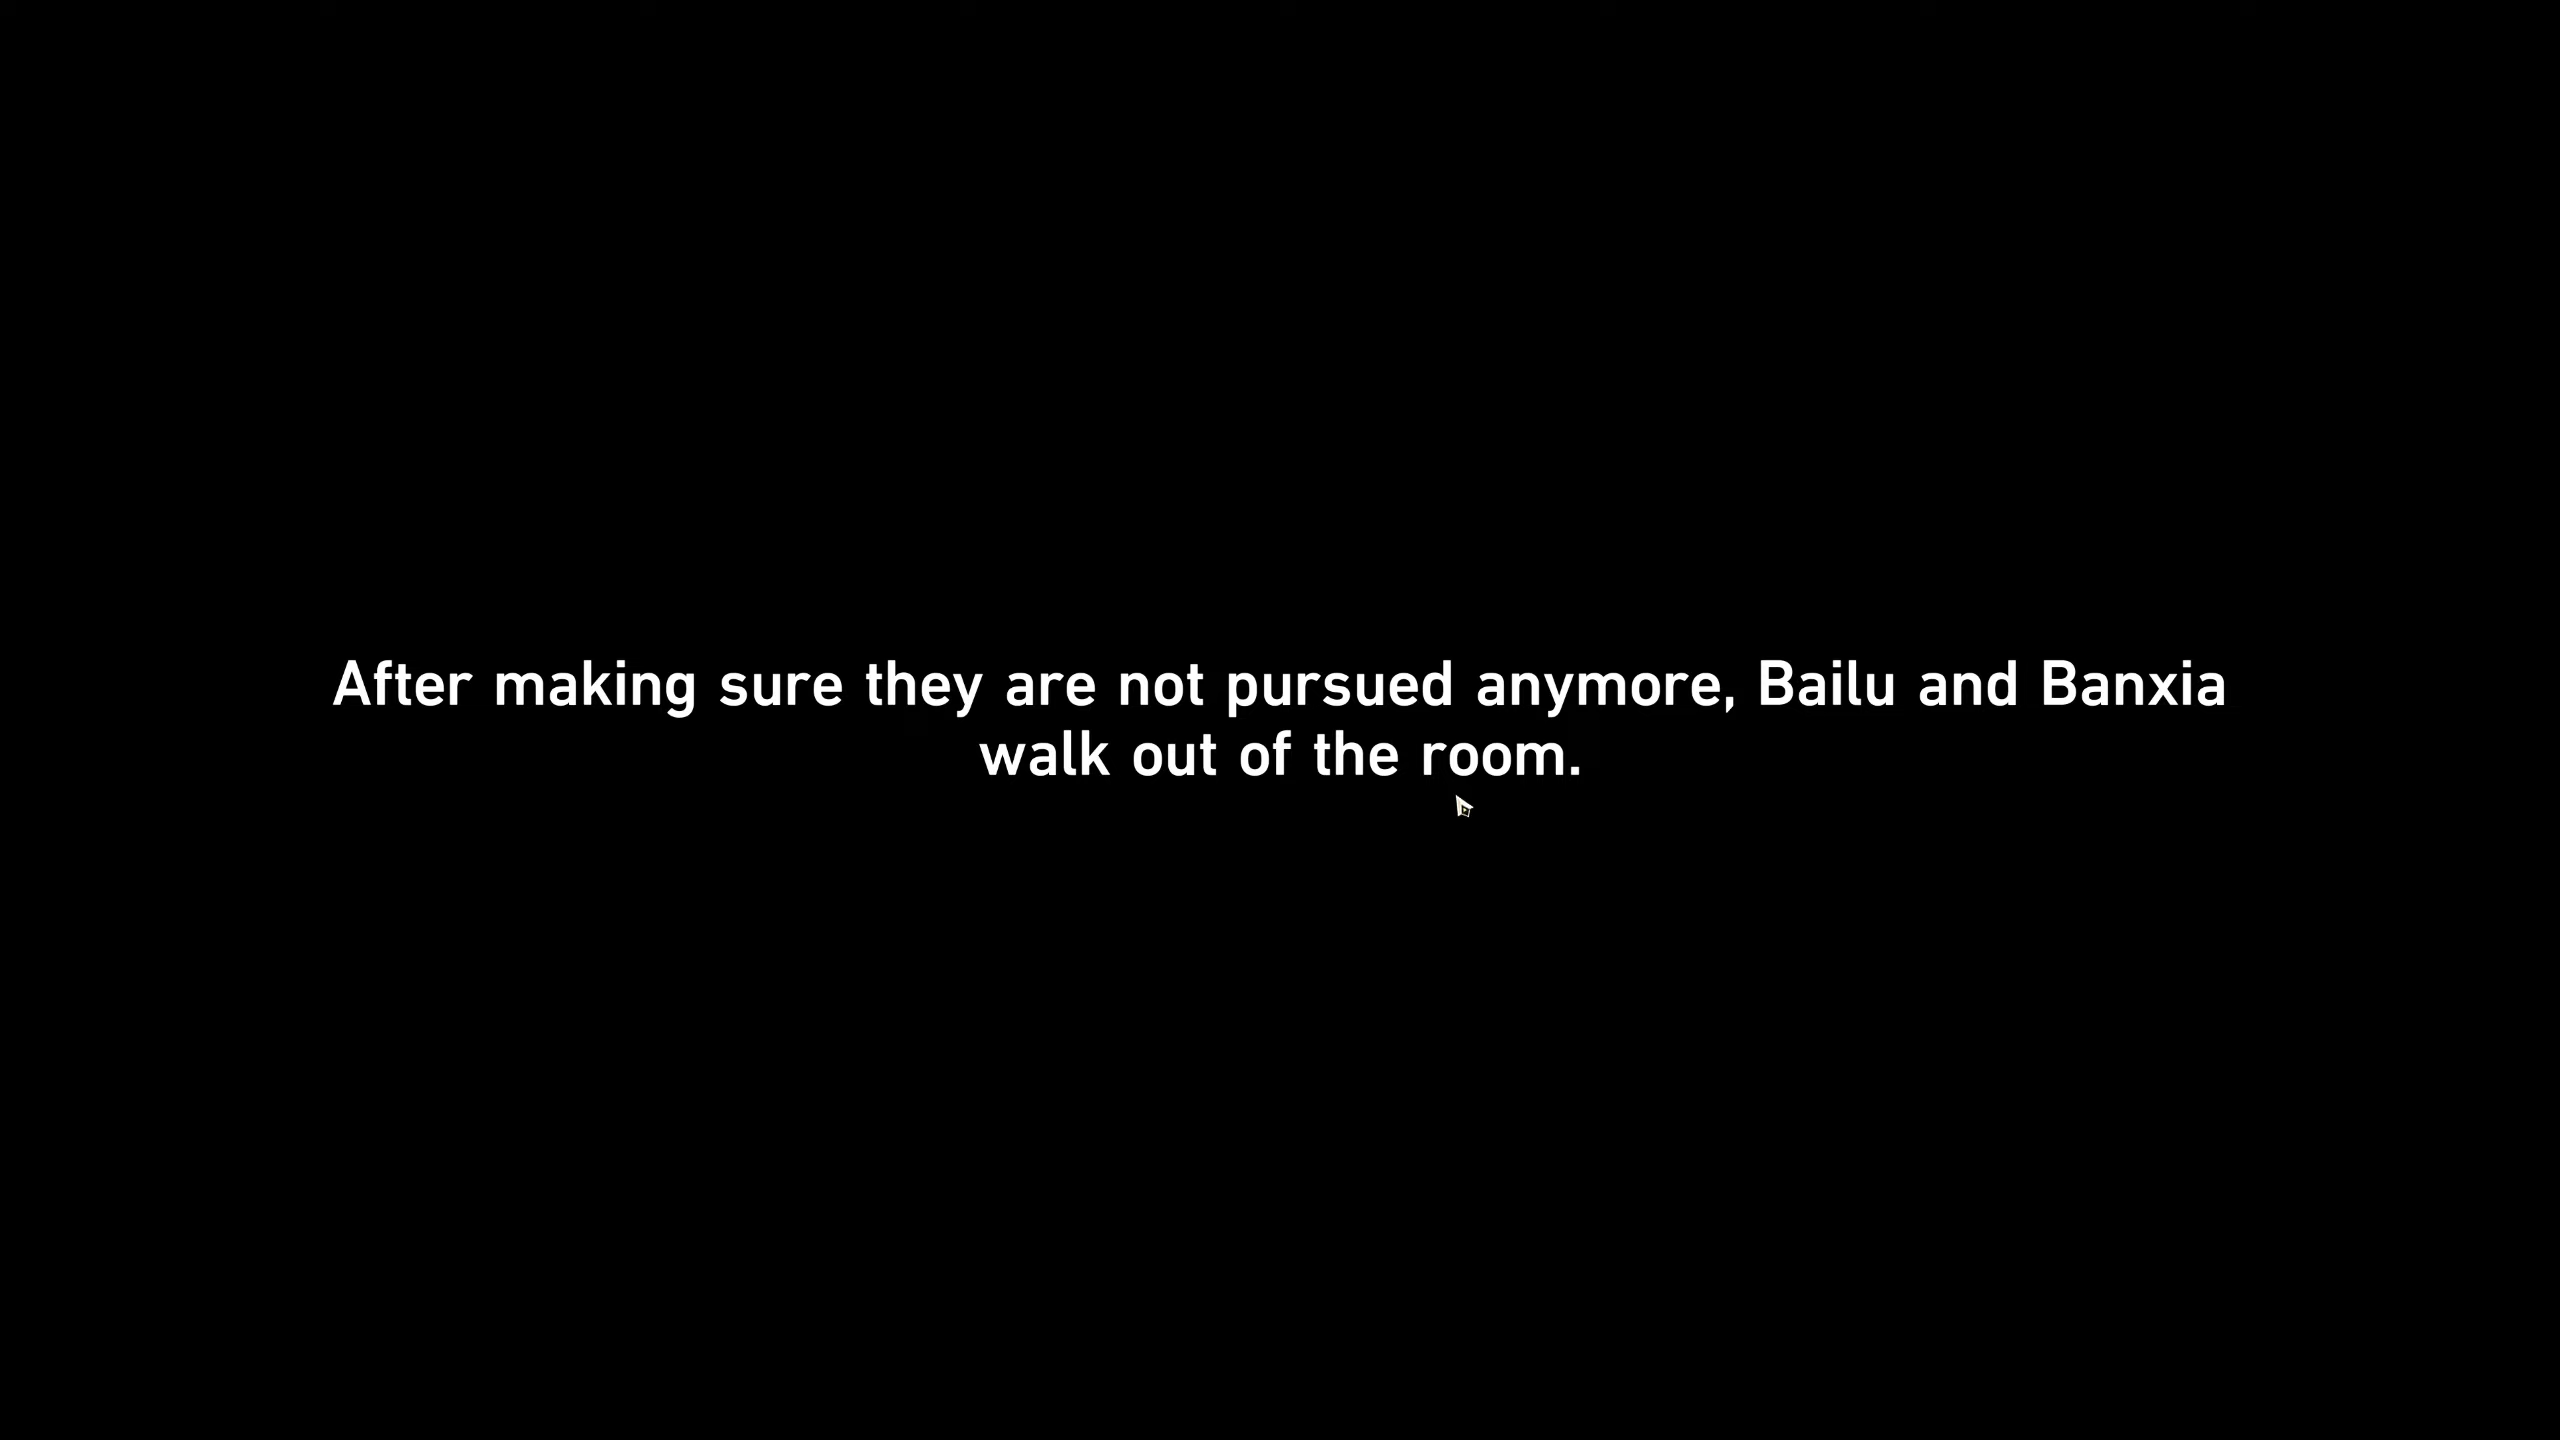 After making sure they are not pursued anymore, Bailu and Banxia
walk out of the room.